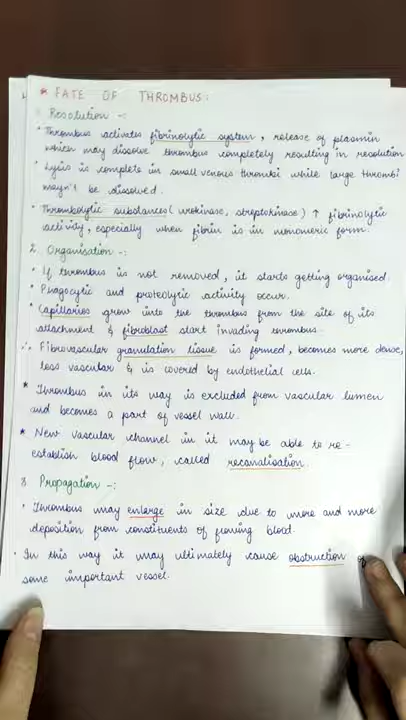 * FATE OF THROMBUS:
Resolution -:
• Thrombus activates fibrinolytic system, release of plasmin
which may dissolve thrombus completely resulting in resolution
• Lysis is complete in small venous thrombi while large thrombi
mayn't be dissolved.
• Thrombolytic substances (urokinase, streptokinase) ↑ fibrinolytic
activity, especially when fibrin is in monomeric form.
2. Organisation -:
• If thrombus is not removed, it starts getting organised.
• Phagocytic and proteolytic activity occur.
• Capillaries grow into the thrombus from the site of its
attachment & fibroblast start invading thrombus.
∴ Fibrovascular granulation tissue is formed, becomes more dense,
less vascular & is covered by endothelial cells.
* Thrombus in its way is excluded from vascular lumen
and becomes a part of vessel wall.
* New vascular channel in it may be able to re-
establish blood flow, called recanalisation.
3. Propagation -:
• Thrombus may enlarge in size due to more and more
deposition from constituents of flowing blood.
• In this way it may ultimately cause obstruction of
some important vessel.